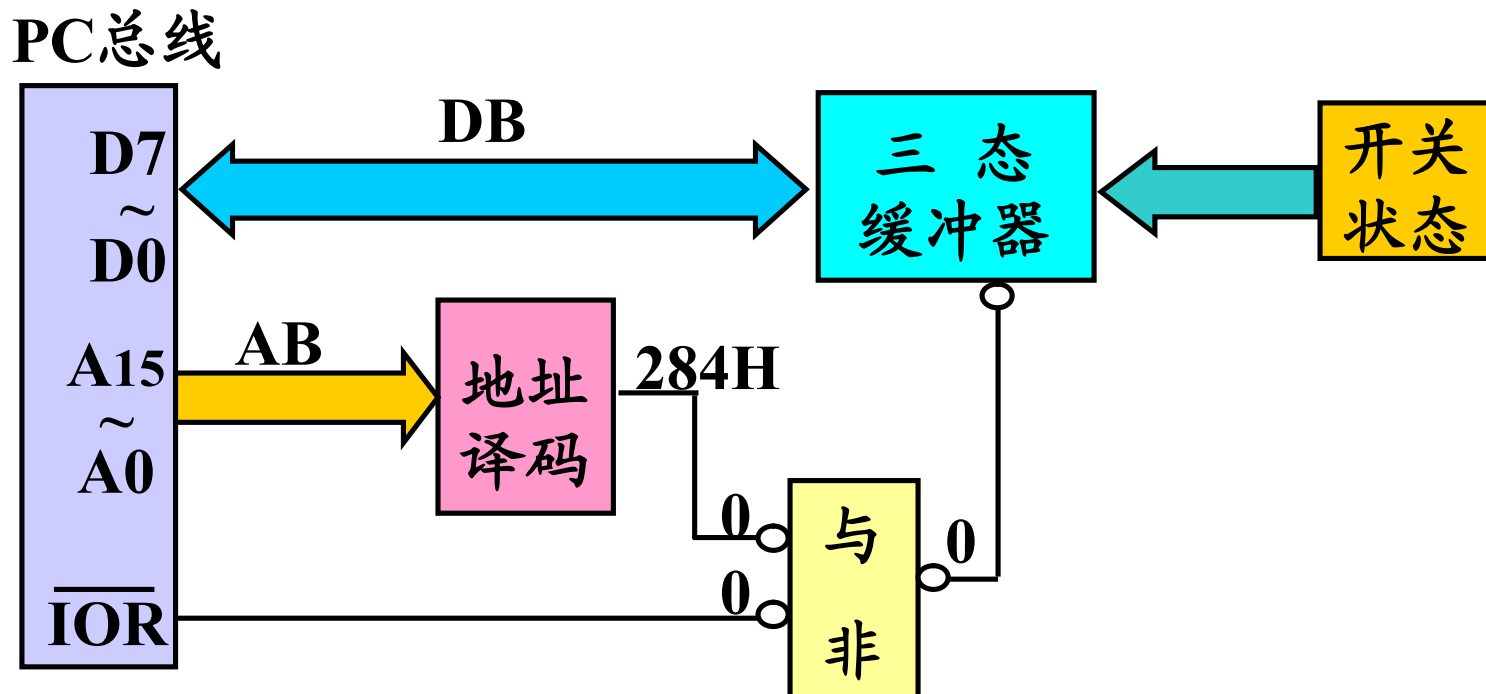 PC总线
D7
~
D0
A15
~
A0
IOR
DB
AB
地址
译码
284H
0
0
与
非
0
三 态
缓冲器
开关
状态